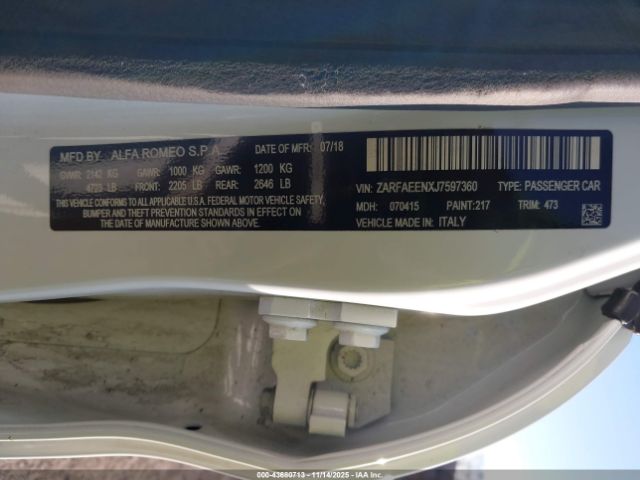 MFD BY ALFA ROMEO S.P.A. DATE OF MFR 07/18
GVWR: 2142 KG GAWR: 1000 KG GAWR: 1200 KG
4723 LB FRONT: 2205 LB REAR: 2646 LB
THIS VEHICLE CONFORMS TO ALL APPLICABLE U.S.A. FEDERAL MOTOR VEHICLE SAFETY,
BUMPER AND THEFT PREVENTION STANDARDS IN EFFECT ON
THE DATE OF MANUFACTURE SHOWN ABOVE.
VIN: ZARFAEENXJ7597360 TYPE: PASSENGER CAR
MDH: 070415 PAINT:217 TRIM: 473
VEHICLE MADE IN: ITALY
000-43680713 - 11/14/2025 - IAAI.com